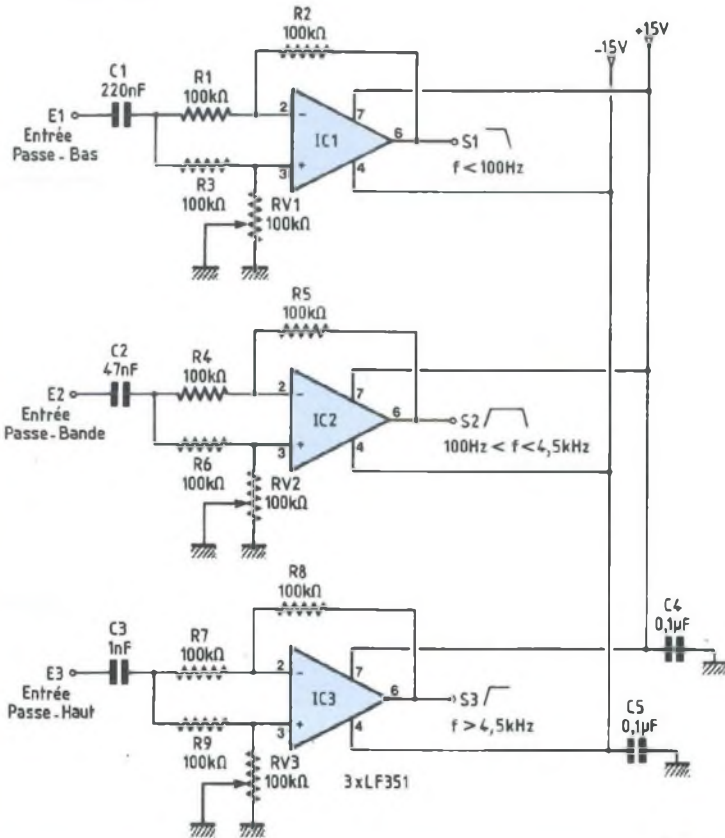 R2
100kΩ
-15V
+15V
C1
220nF
R1
100kΩ
2
-
7
E1
Entrée
Passe-Bas
IC1
6
S1
f<100Hz
+
3
4
R3
100kΩ
RV1
100kΩ
R5
100kΩ
C2
47nF
R4
100kΩ
2
-
7
E2
Entrée
Passe-Bande
IC2
6
S2
100Hz<f<4,5kHz
+
3
4
R6
100kΩ
RV2
100kΩ
R8
100kΩ
C4
0,1µF
C3
1nF
R7
100kΩ
2
-
7
E3
Entrée
Passe-Haut
IC3
6
S3
f>4,5kHz
+
3
4
C5
0,1µF
R9
100kΩ
RV3
100kΩ
3xLF351